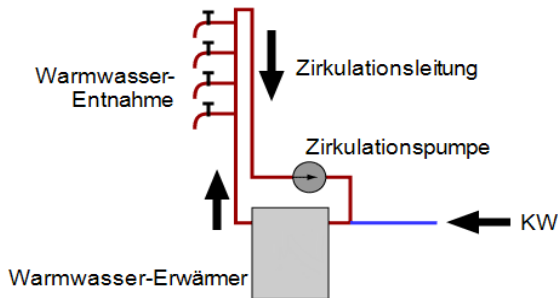 Warmwasser-
Entnahme
Zirkulationsleitung
Zirkulationspumpe
KW
Warmwasser-Erwärmer